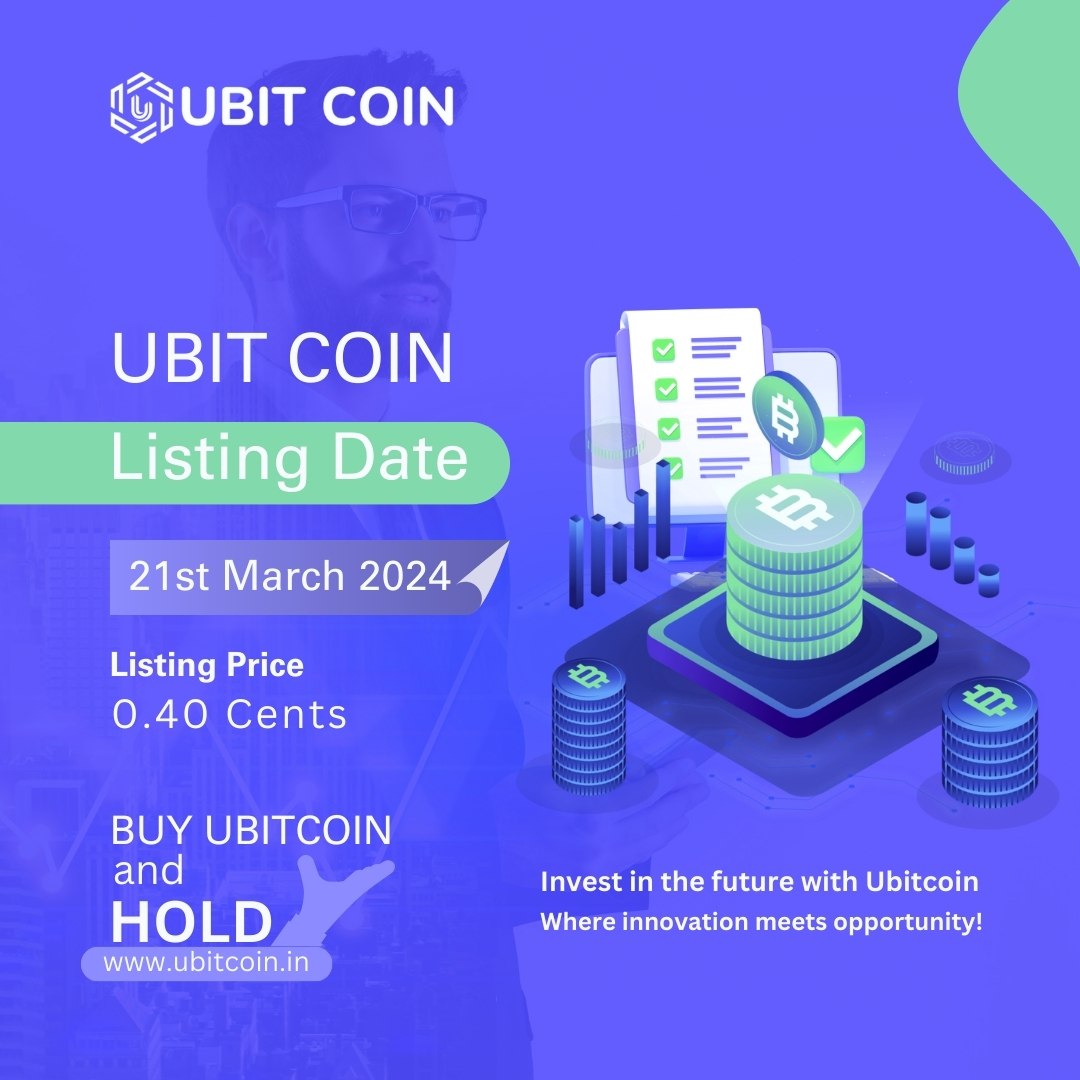 UBIT COIN
UBIT COIN
Listing Date
21st March 2024
Listing Price
0.40 Cents
BUY UBITCOIN
and
HOLD
www.ubitcoin.in
Invest in the future with Ubitcoin
Where innovation meets opportunity!